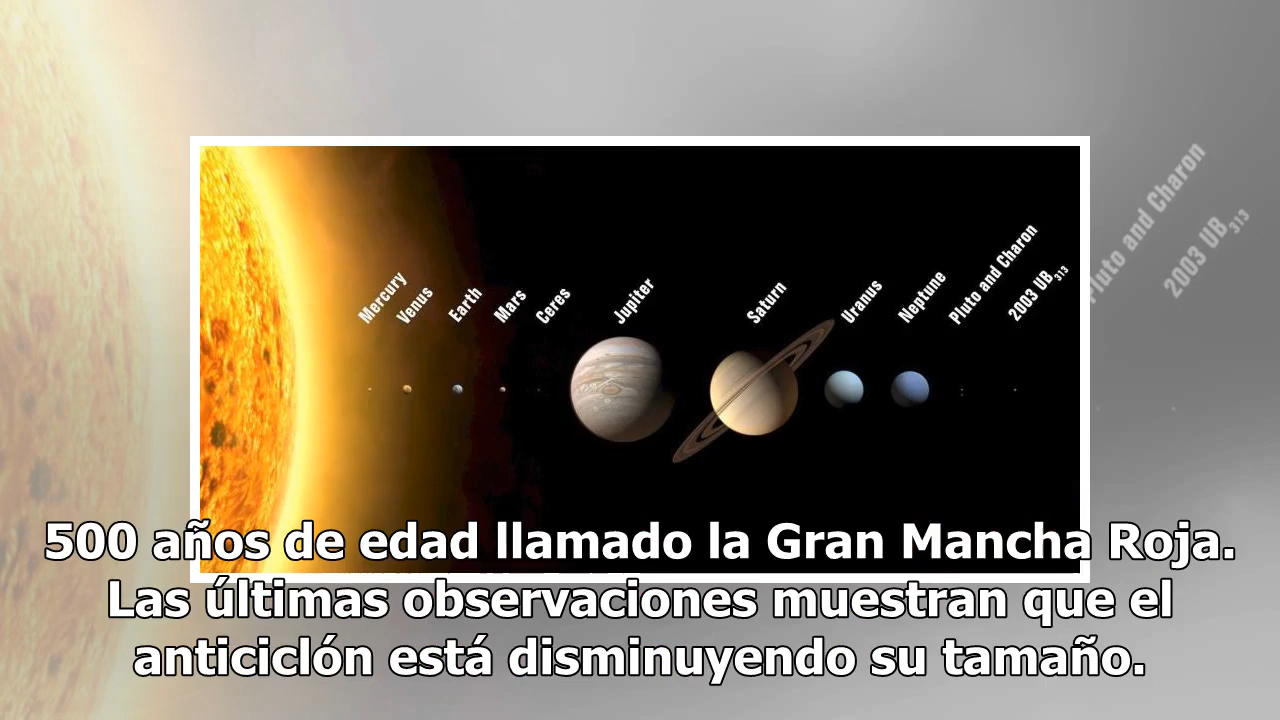 Mercury
Venus
Earth
Mars
Ceres
Jupiter
Saturn
Uranus
Neptune
Pluto and Charon
2003 UB313
Pluto and Charon
2003 UB313
500 años de edad llamado la Gran Mancha Roja.
Las últimas observaciones muestran que el
anticiclón está disminuyendo su tamaño.